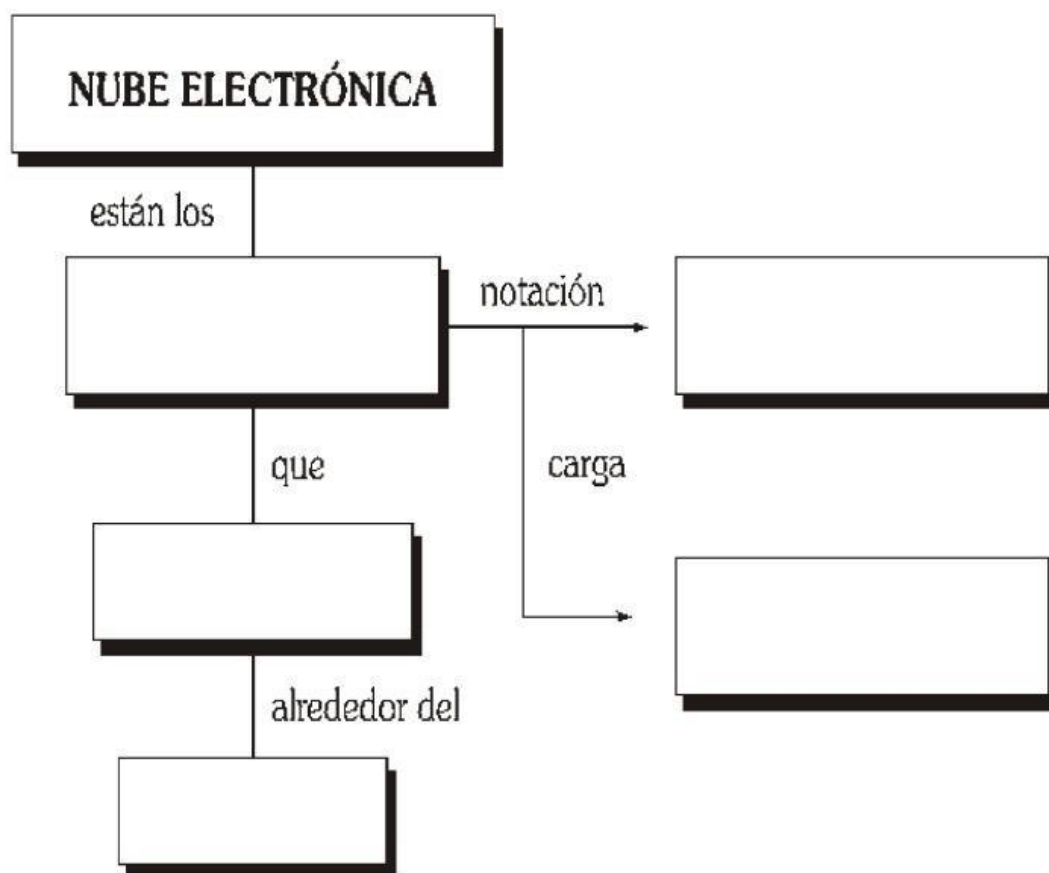 NUBE ELECTRÓNICA
están los
notación
que
carga
alrededor del